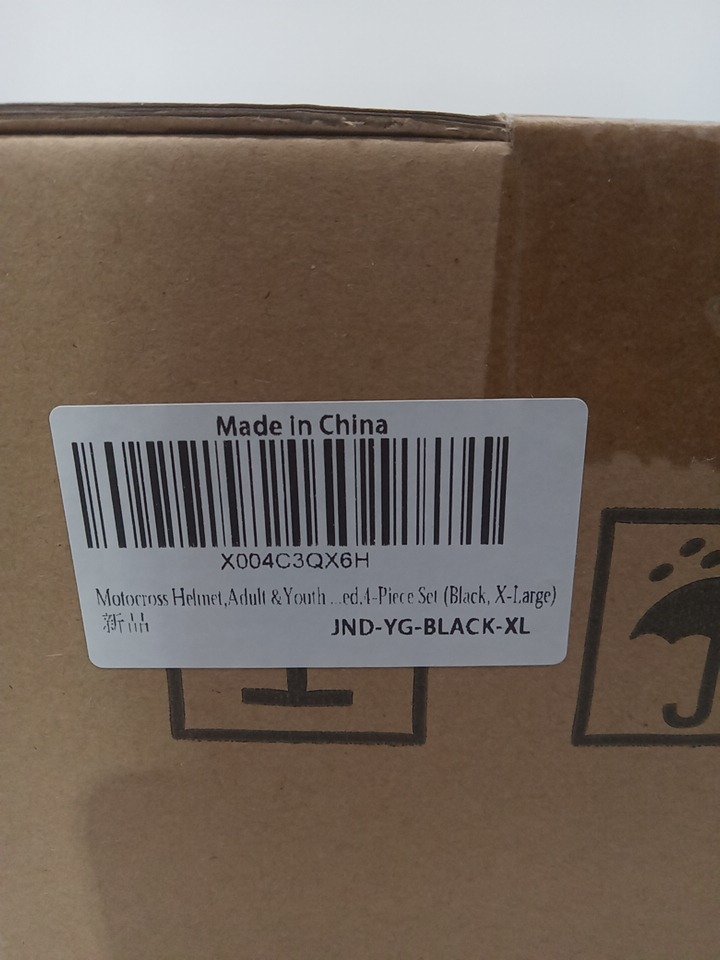 Made in China
X004C3QX6H
Motocross Helmet,Adult &Youth ...ed,4-Piece Set (Black, X-Large)
新品
JND-YG-BLACK-XL